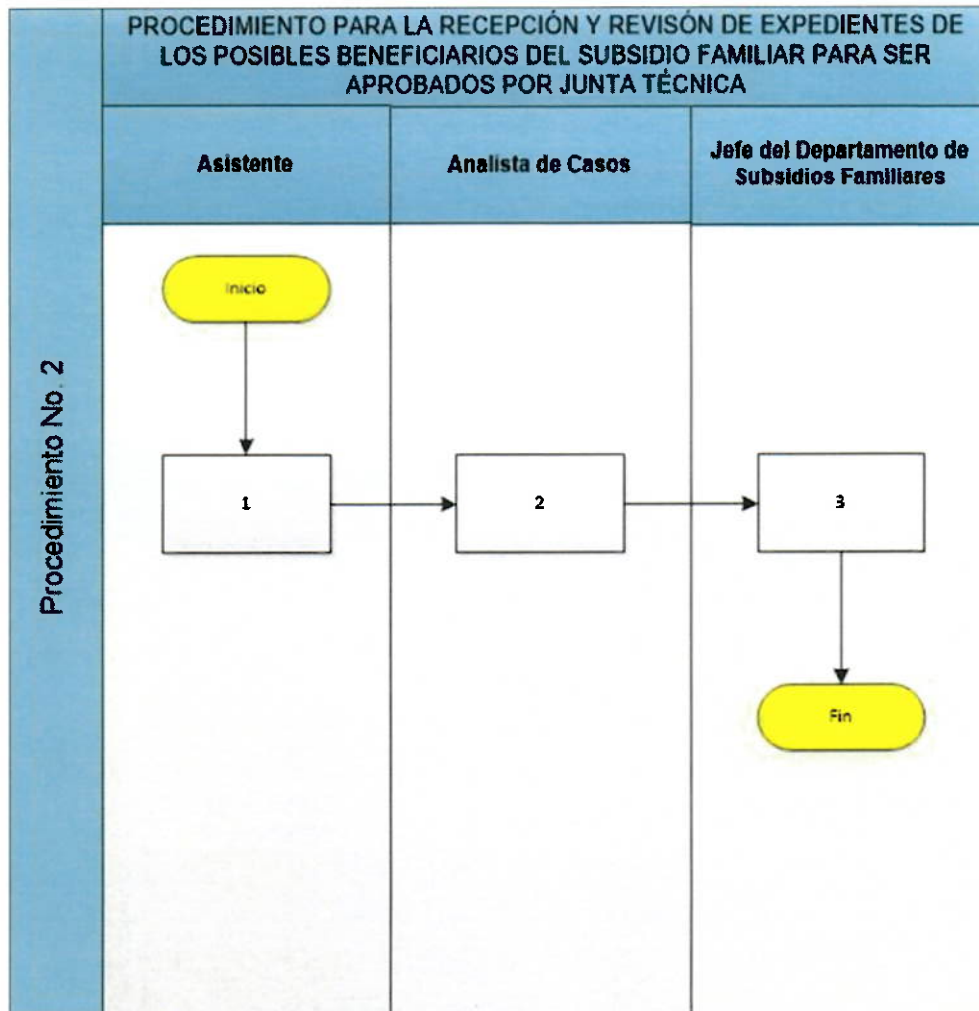 PROCEDIMIENTO PARA LA RECEPCIÓN Y REVISÓN DE EXPEDIENTES DE
LOS POSIBLES BENEFICIARIOS DEL SUBSIDIO FAMILIAR PARA SER
APROBADOS POR JUNTA TÉCNICA
Asistente
Analista de Casos
Jefe del Departamento de
Subsidios Familiares
Procedimiento No. 2
Inicio
1
2
3
Fin